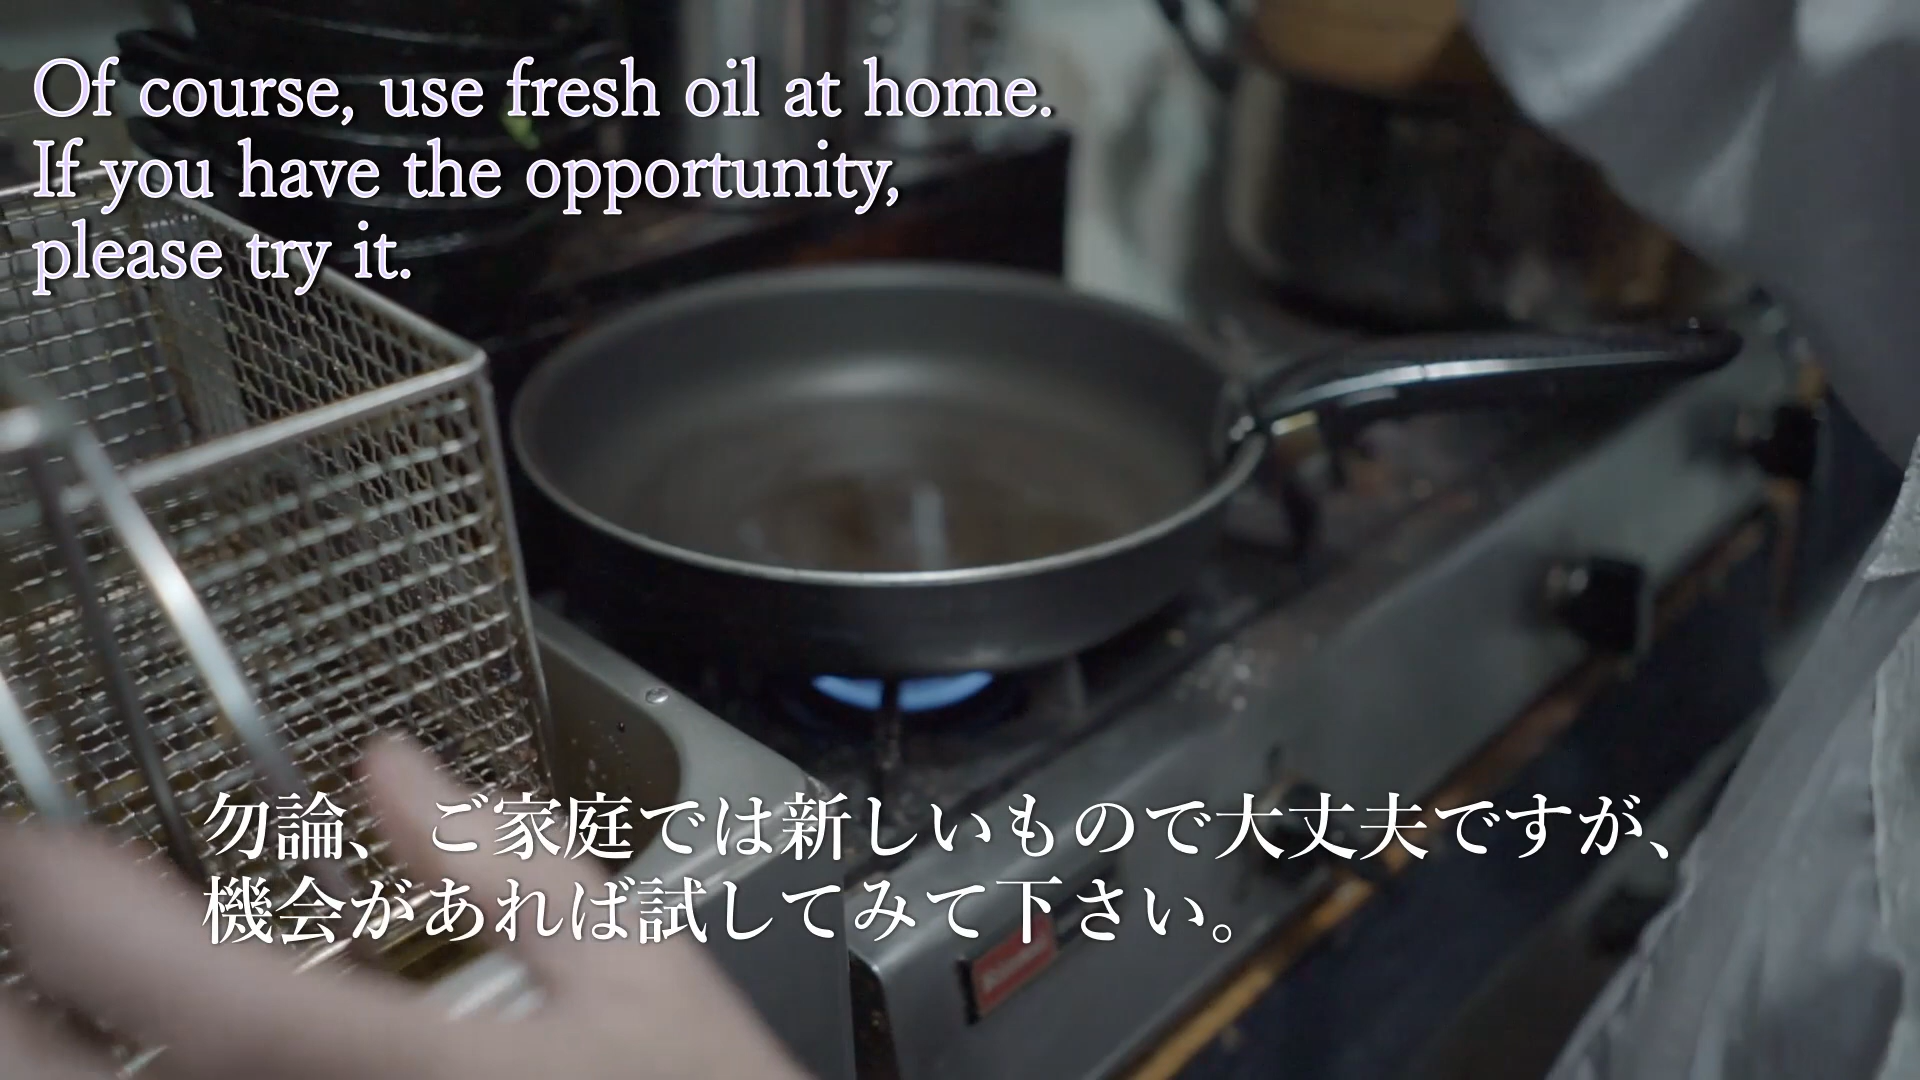 Of course, use fresh oil at home.
If you have the opportunity,
please try it.
勿論、ご家庭では新しいもので大丈夫ですが、
機会があれば試してみて下さい。